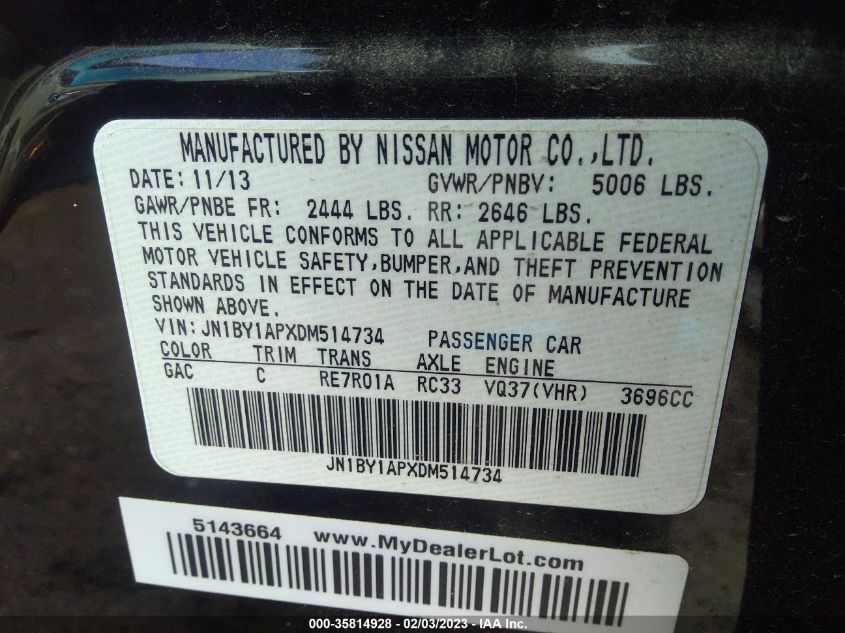 MANUFACTURED BY NISSAN MOTOR CO.,LTD.
DATE: 11/13 GVWR/PNBV: 5006 LBS.
GAWR/PNBE FR: 2444 LBS. RR: 2646 LBS.
THIS VEHICLE CONFORMS TO ALL APPLICABLE FEDERAL
MOTOR VEHICLE SAFETY,BUMPER,AND THEFT PREVENTION
STANDARDS IN EFFECT ON THE DATE OF MANUFACTURE
SHOWN ABOVE.
VIN: JN1BY1APXDM514734 PASSENGER CAR
COLOR TRIM TRANS AXLE ENGINE
GAC C RE7R01A RC33 VQ37(VHR) 3696CC
JN1BY1APXDM514734
5143664 www.MyDealerLot.com
000-35814928 - 02/03/2023 - IAA Inc.